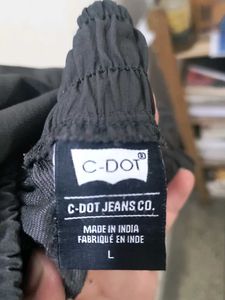 C-DOT®
C-DOT JEANS CO.
MADE IN INDIA
FABRIQUÉ EN INDE
L